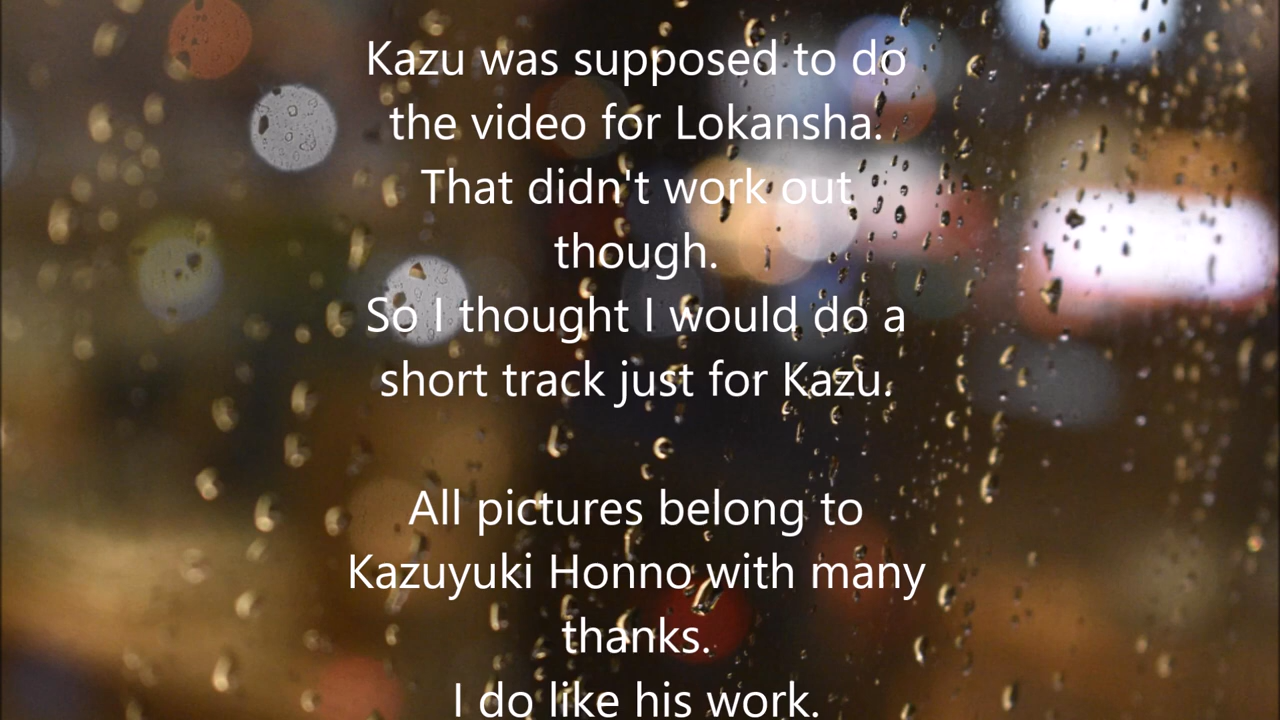 Kazu was supposed to do
the video for Lokansha.
That didn't work out
though.
So I thought I would do a
short track just for Kazu.
All pictures belong to
Kazuyuki Honno with many
thanks.
I do like his work.